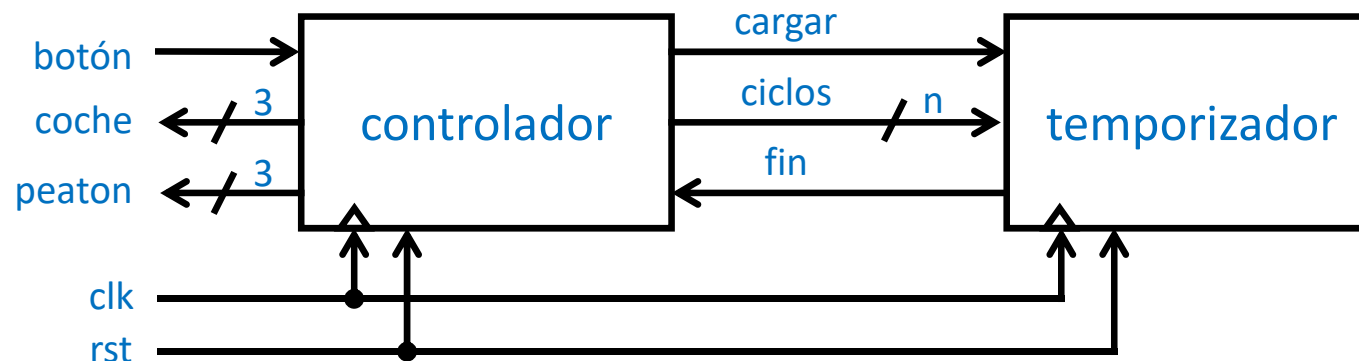 cargar
botón
ciclos
3
n
coche
controlador
temporizador
fin
3
peaton
clk
rst